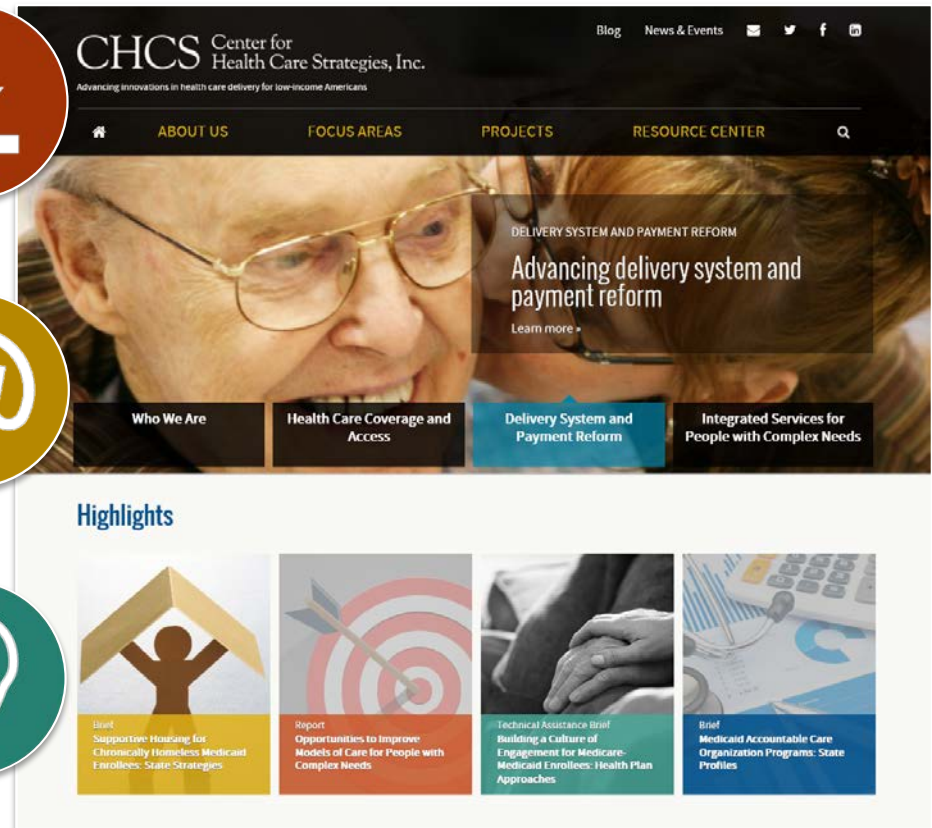 Blog News & Events
CHCS Center for
Health Care Strategies, Inc.
Advancing innovations in health care delivery for low-income Americans
ABOUT US FOCUS AREAS PROJECTS RESOURCE CENTER
DELIVERY SYSTEM AND PAYMENT REFORM
Advancing delivery system and
payment reform
Learn more »
Who We Are
Health Care Coverage and
Access
Delivery System and
Payment Reform
Integrated Services for
People with Complex Needs
Highlights
Brief
Supportive Housing for
Chronically Homeless Medicaid
Enrollees: State Strategies
Report
Opportunities to Improve
Models of Care for People with
Complex Needs
Technical Assistance Brief
Building a Culture of
Engagement for Medicare-
Medicaid Enrollees: Health Plan
Approaches
Brief
Medicaid Accountable Care
Organization Programs: State
Profiles